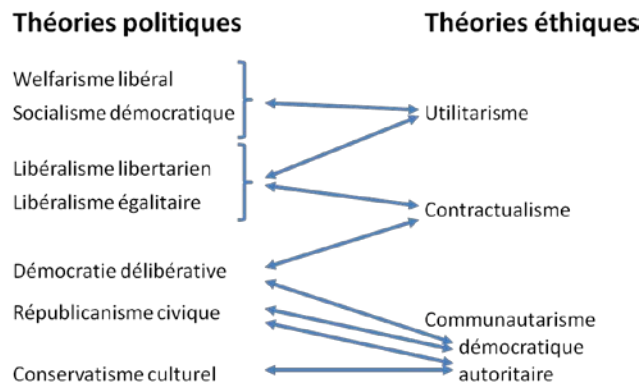 Théories politiques
Théories éthiques
Welfarisme libéral
Socialisme démocratique
Utilitarisme
Libéralisme libertarien
Libéralisme égalitaire
Contractualisme
Démocratie délibérative
Républicanisme civique
Communautarisme
démocratique
Conservatisme culturel
autoritaire